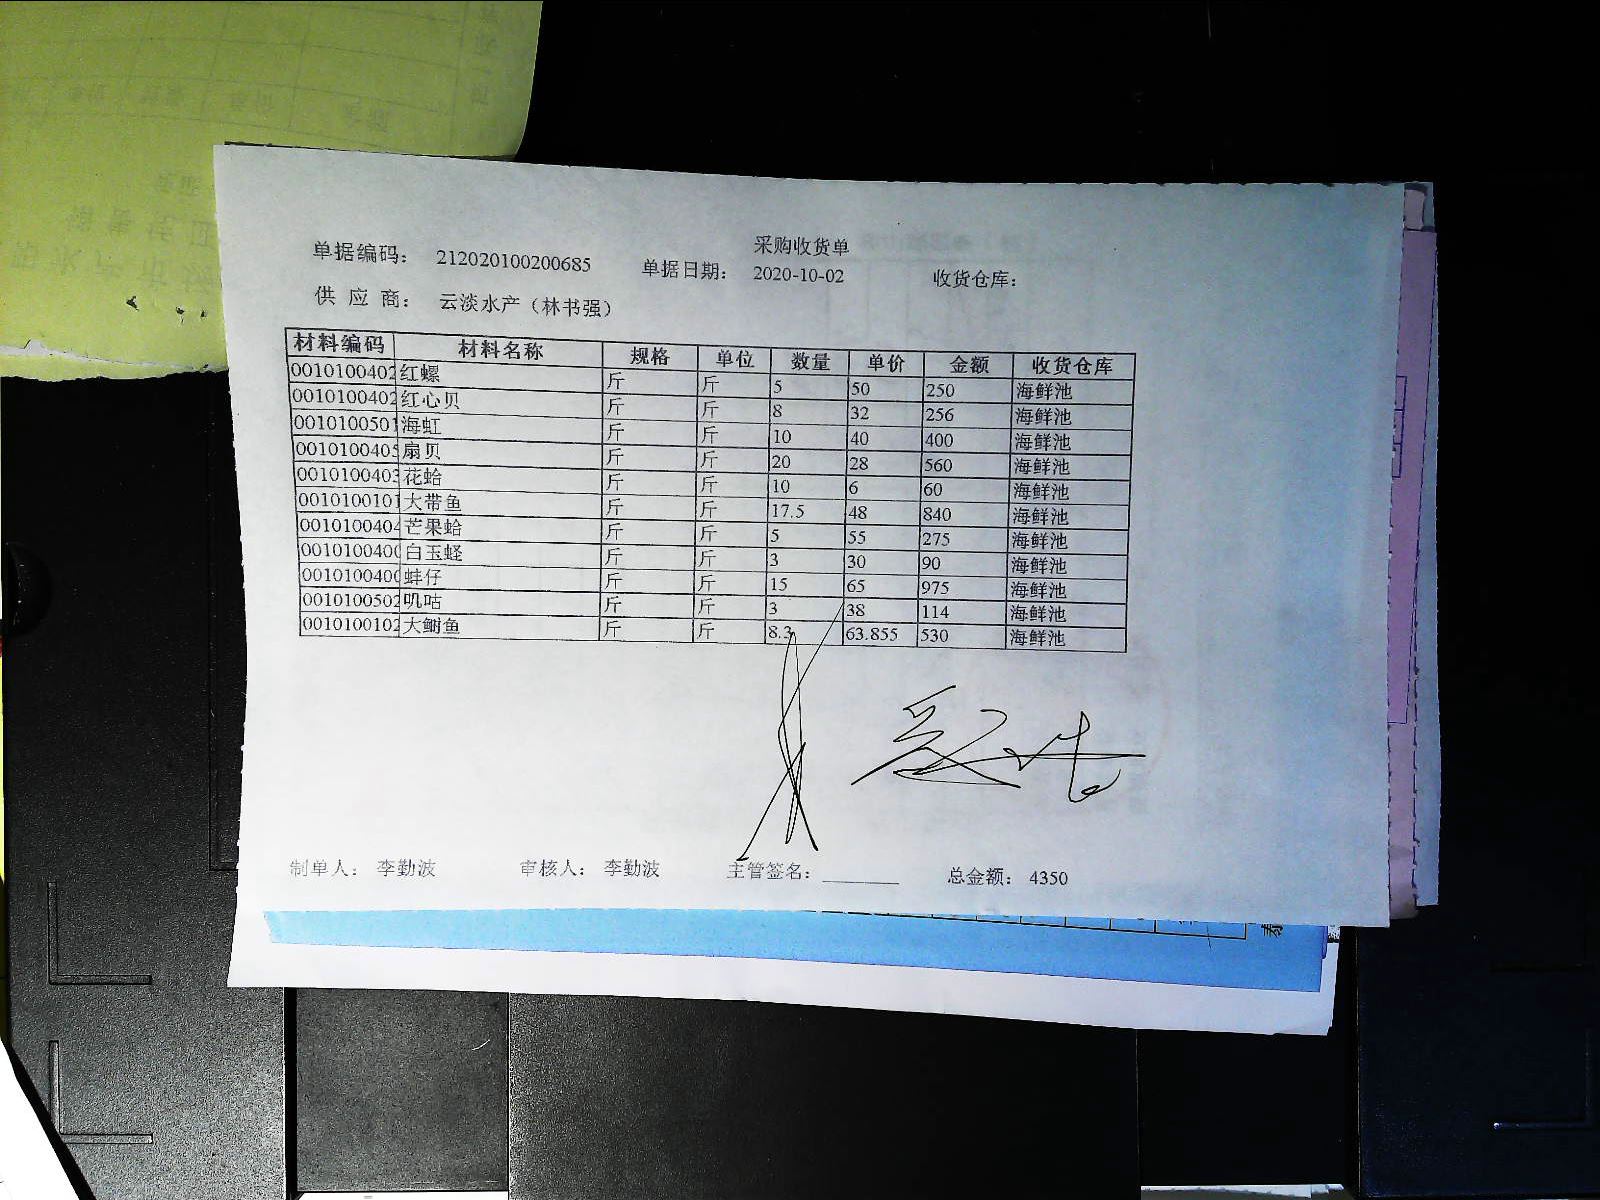 采购收货单
单据编码： 212020100200685 单据日期： 2020-10-02 收货仓库：
供 应 商： 云淡水产（林书强）
材料编码 材料名称 规格 单位 数量 单价 金额 收货仓库
0010100402 红螺 斤 斤 5 50 250 海鲜池
0010100402 红心贝 斤 斤 8 32 256 海鲜池
0010100501 海虹 斤 斤 10 40 400 海鲜池
0010100405 扇贝 斤 斤 20 28 560 海鲜池
0010100403 花蛤 斤 斤 10 6 60 海鲜池
0010100101 大带鱼 斤 斤 17.5 48 840 海鲜池
0010100404 芒果蛤 斤 斤 5 55 275 海鲜池
0010100400 白玉蛏 斤 斤 3 30 90 海鲜池
0010100400 蛙仔 斤 斤 15 65 975 海鲜池
0010100502 叽咕 斤 斤 3 38 114 海鲜池
0010100102 大鲥鱼 斤 斤 8.3 63.855 530 海鲜池
制单人： 李勤波 审核人： 李勤波 主管签名： 总金额： 4350